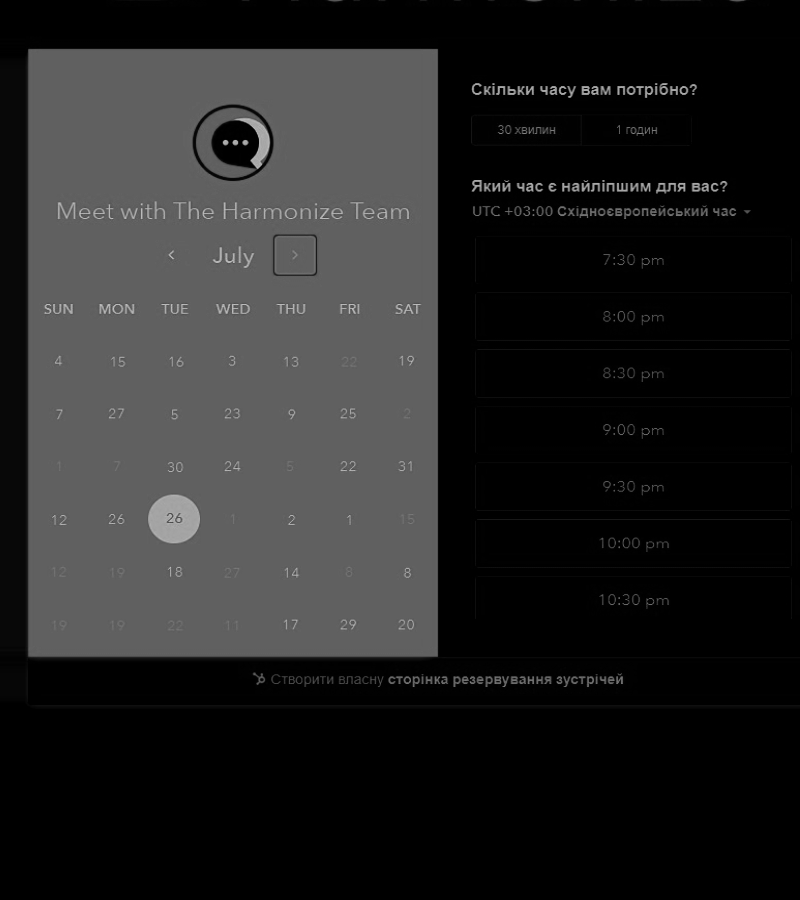 Meet with The Harmonize Team
July
SUN MON TUE WED THU FRI SAT
4 15 16 3 13 22 19
7 27 5 23 9 25 2
1 7 30 24 5 22 31
12 26 26 1 2 1 15
12 19 18 27 14 8 8
19 19 22 11 17 29 20
Скільки часу вам потрібно?
30 хвилин 1 годин
Який час є найліпшим для вас?
UTC +03:00 Східноєвропейський час
7:30 pm
8:00 pm
8:30 pm
9:00 pm
9:30 pm
10:00 pm
10:30 pm
Створити власну сторінка резервування зустрічей